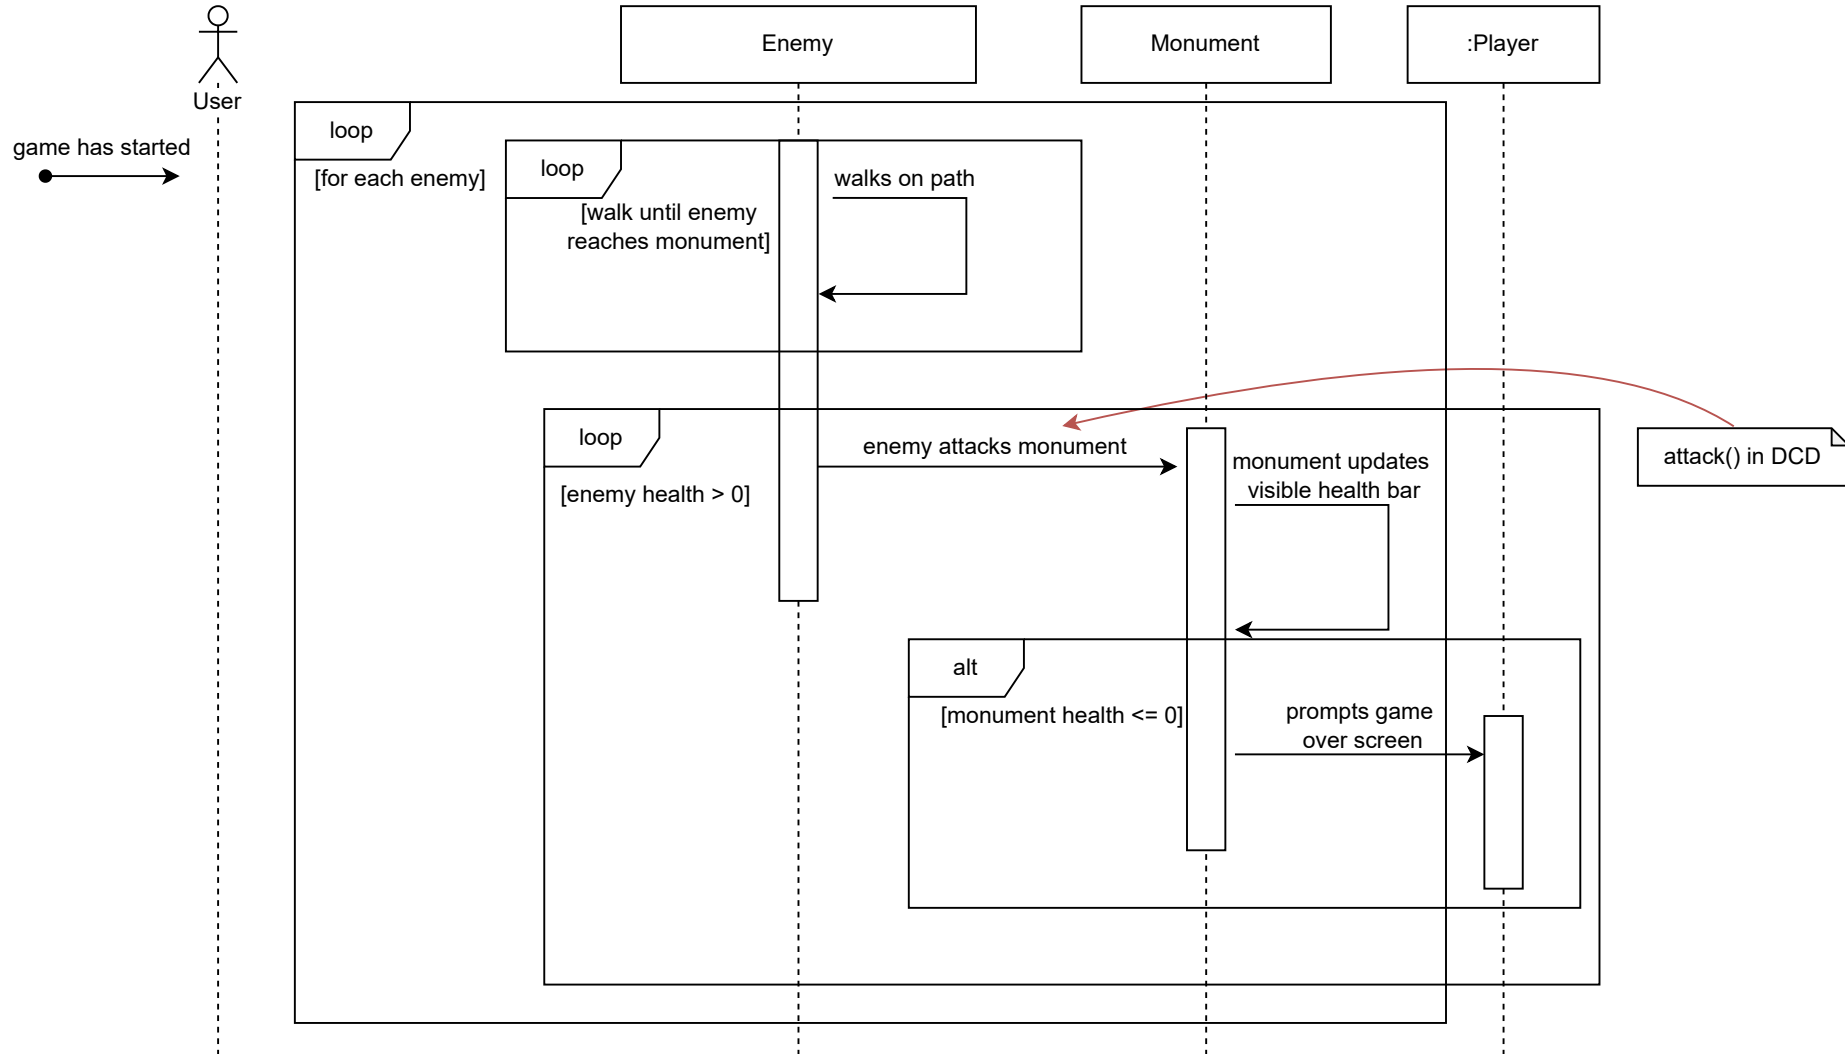 Enemy
Monument
:Player
User
loop
game has started
loop
[for each enemy]
walks on path
[walk until enemy
reaches monument]
loop
enemy attacks monument
attack() in DCD
monument updates
visible health bar
[enemy health > 0]
alt
[monument health <= 0]
prompts game
over screen